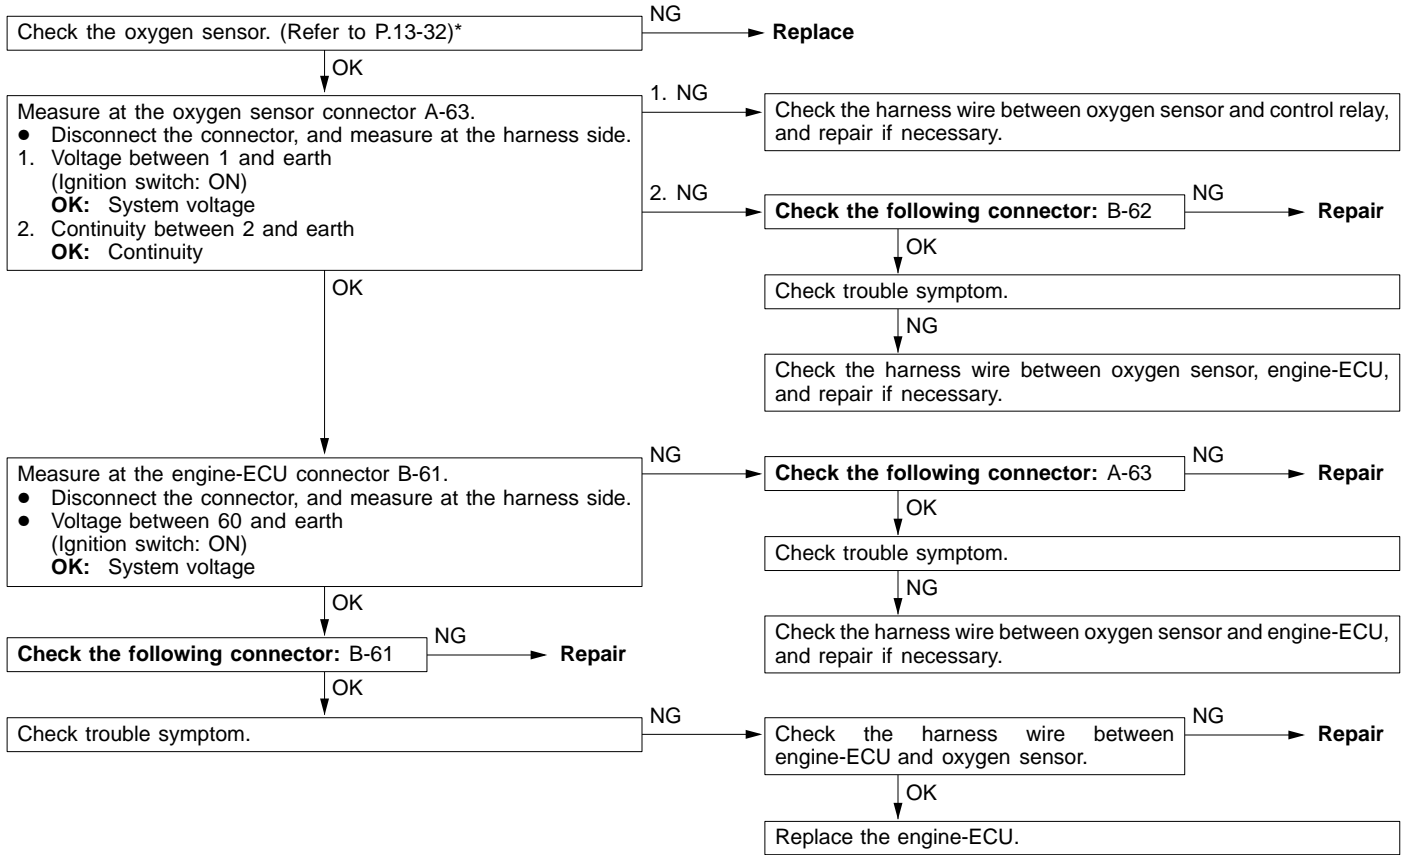 Check the oxygen sensor. (Refer to P.13-32)*
NG
Replace
OK
Measure at the oxygen sensor connector A-63.
● Disconnect the connector, and measure at the harness side.
1. Voltage between 1 and earth
(Ignition switch: ON)
OK: System voltage
2. Continuity between 2 and earth
OK: Continuity
1. NG
Check the harness wire between oxygen sensor and control relay,
and repair if necessary.
2. NG
Check the following connector: B-62
NG
Repair
OK
Check trouble symptom.
NG
Check the harness wire between oxygen sensor, engine-ECU,
and repair if necessary.
OK
Measure at the engine-ECU connector B-61.
● Disconnect the connector, and measure at the harness side.
● Voltage between 60 and earth
(Ignition switch: ON)
OK: System voltage
NG
Check the following connector: A-63
NG
Repair
OK
Check trouble symptom.
NG
Check the harness wire between oxygen sensor and engine-ECU,
and repair if necessary.
OK
Check the following connector: B-61
NG
Repair
OK
Check trouble symptom.
NG
Check the harness wire between
engine-ECU and oxygen sensor.
NG
Repair
OK
Replace the engine-ECU.